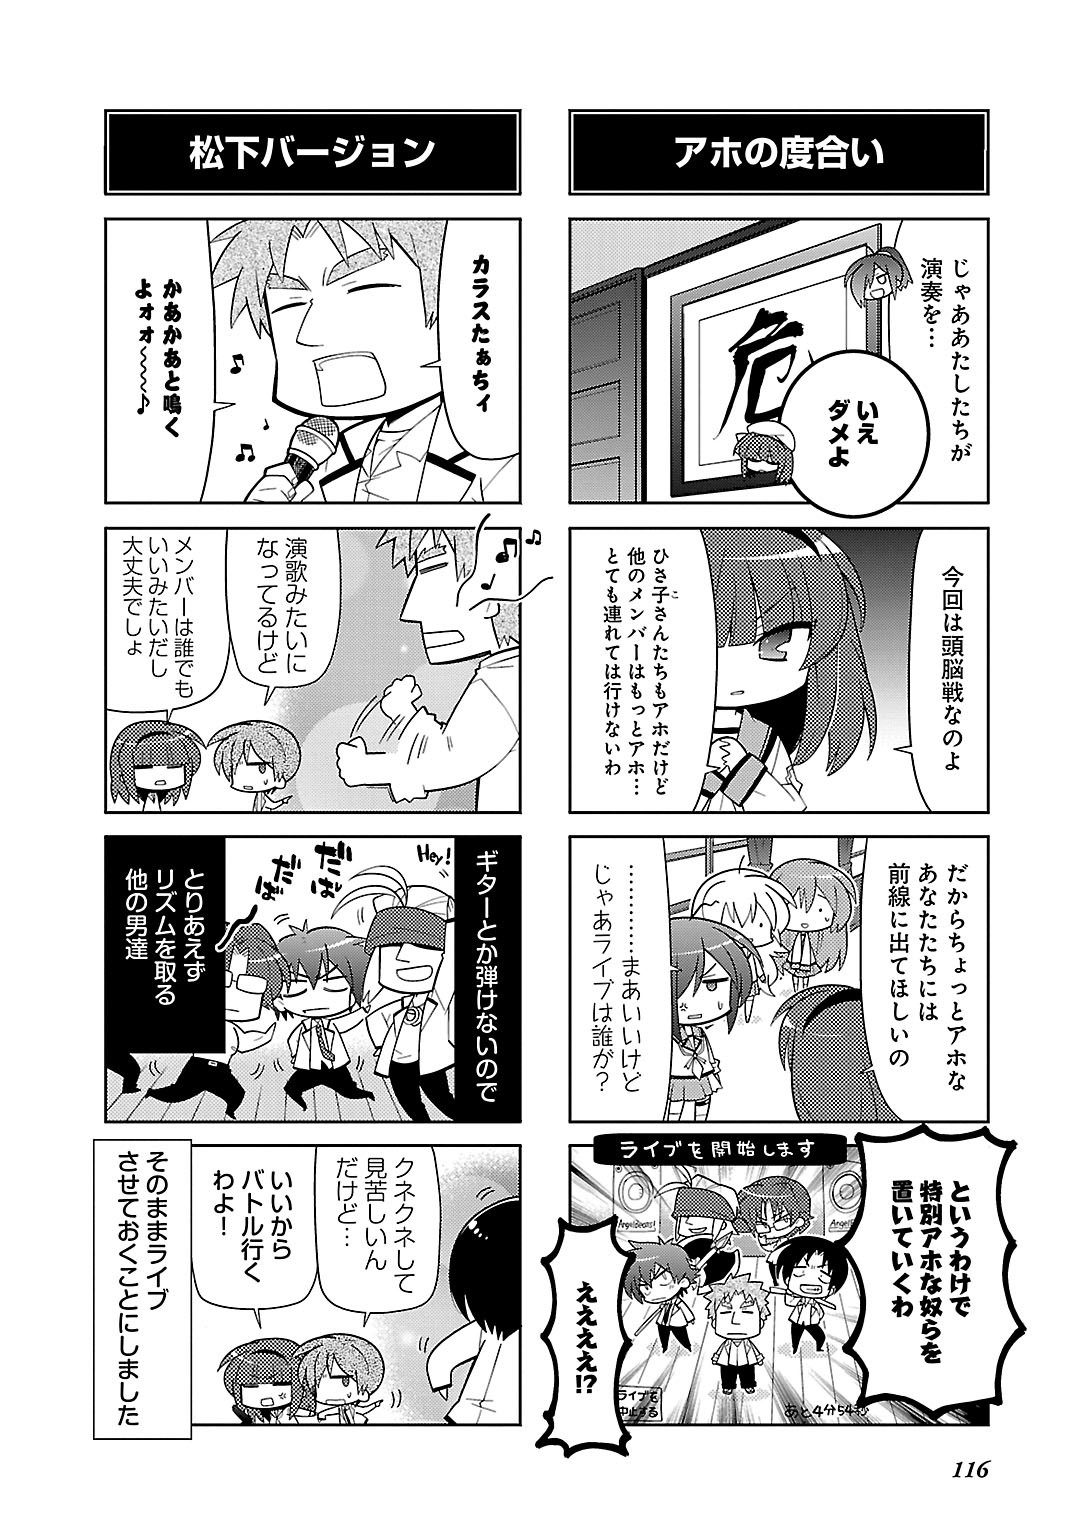 アホの度合い
じゃああたしたちが
演奏を…
危
いえ
ダメよ
今回は頭脳戦なのよ
ひさ子さんたちもアホだけど
こ
他のメンバーはもっとアホ…
とても連れては行けないわ
だからちょっとアホな
あなたたちには
前線に出てほしいの
…………まあいいけど
じゃあライブは誰が？
ライブを開始します
というわけで
特別アホな奴らを
置いていくわ
AngelBeats!
AngelBeats!
ええええ!?
ライブを
中止する
あと4分54秒
松下バージョン
カラスたぁちィ
かあかあと鳴く
よォォ〜〜〜♪
演歌みたいに
なってるけど
メンバーは誰でも
いいみたいだし
大丈夫でしょ
ギターとか弾けないので
Hey!
だばだば
とりあえず
リズムを取る
他の男達
クネクネして
見苦しいん
だけど…
いいから
バトル行く
わよ！
そのままライブ
させておくことにしました
116